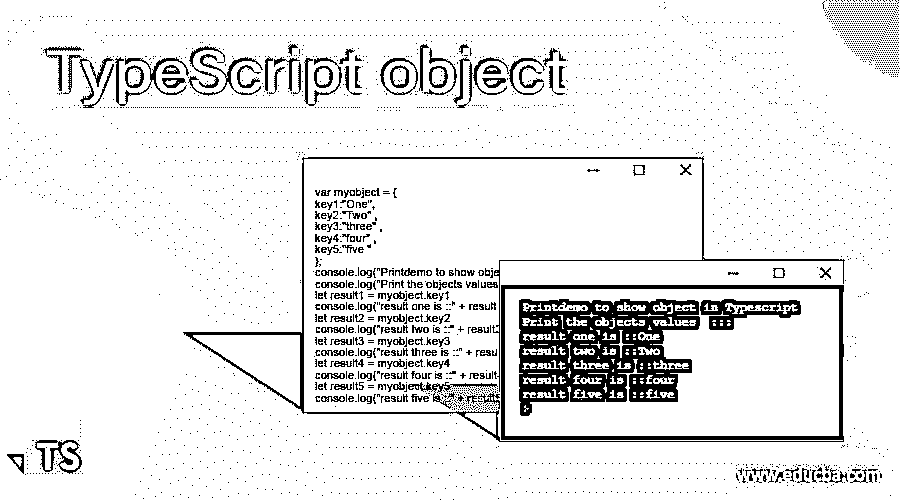 TypeScript object
var myobject = {
key1:"One",
key2:"Two" ,
key3:"three" ,
key4:"four" ,
key5:"five "
};
console.log("Printdemo to show obje
console.log("Print the objects values
let result1 = myobject.key1
console.log("result one is ::" + result
let result2 = myobject.key2
console.log("result two is ::" + result2
let result3 = myobject.key3
console.log("result three is ::" + resu
let result4 = myobject.key4
console.log("result four is ::" + result
let result5 = myobject.key5
console.log("result five is ::" + result5
Printdemo to show object in Typescript
Print the objects values :::
result one is ::One
result two is ::Two
result three is ::three
result four is ::four
result five is ::five
TS
www.educba.com